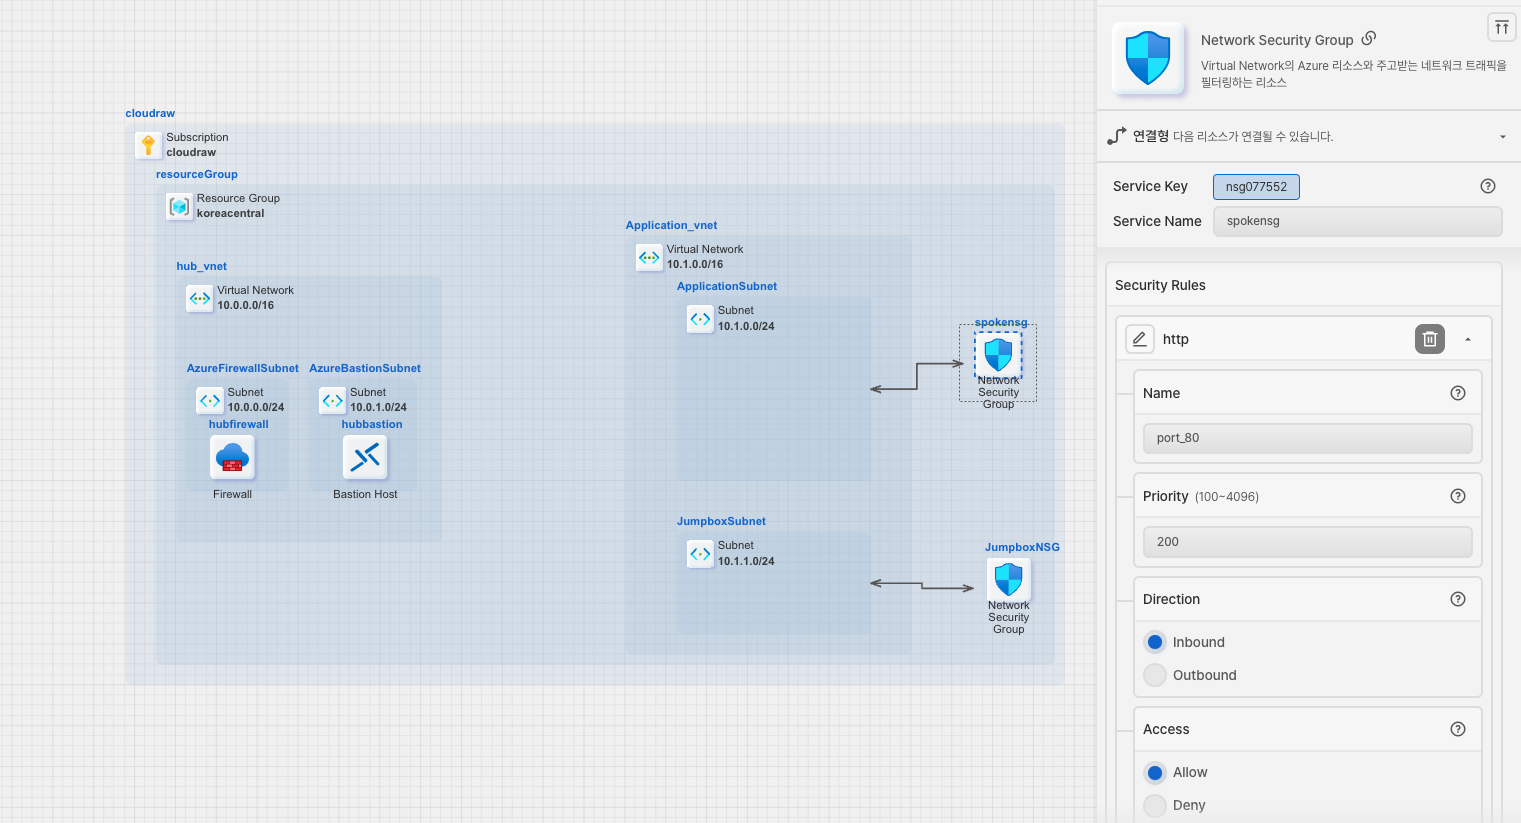 cloudraw
Subscription
cloudraw
resourceGroup
Resource Group
koreacentral
hub_vnet
Virtual Network
10.0.0.0/16
AzureFirewallSubnet
Subnet
10.0.0.0/24
hubfirewall
Firewall
AzureBastionSubnet
Subnet
10.0.1.0/24
hubbastion
Bastion Host
Application_vnet
Virtual Network
10.1.0.0/16
ApplicationSubnet
Subnet
10.1.0.0/24
spokensg
Network
Security
Group
JumpboxSubnet
Subnet
10.1.1.0/24
JumpboxNSG
Network
Security
Group
Network Security Group
Virtual Network의 Azure 리소스와 주고받는 네트워크 트래픽을
필터링하는 리소스
연결형 다음 리소스가 연결될 수 있습니다.
Service Key nsg077552
Service Name spokensg
Security Rules
http
Name
port_80
Priority (100~4096)
200
Direction
Inbound
Outbound
Access
Allow
Deny